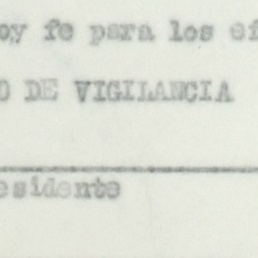 oy fe para los ef
O DE VIGILANCIA
esidente